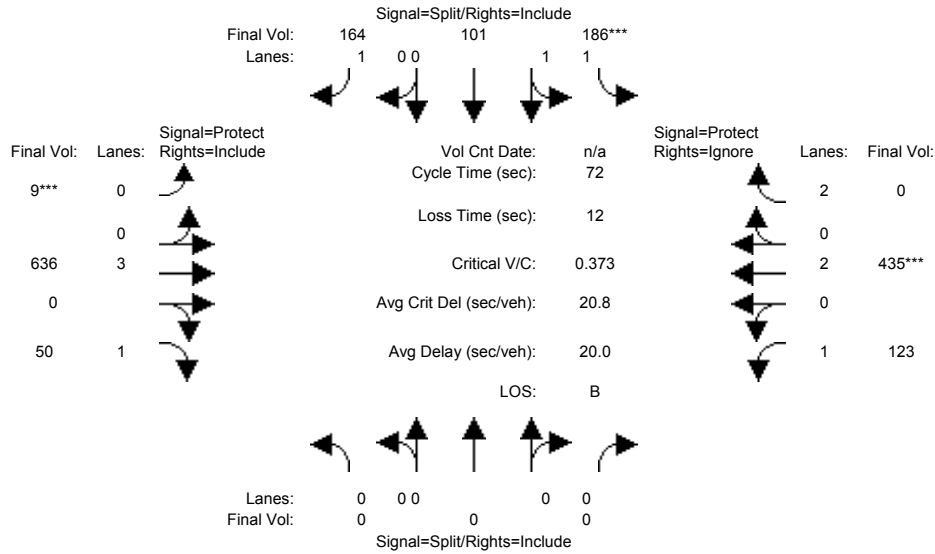 Signal=Split/Rights=Include
Final Vol: 164 101 186***
Lanes: 1 0 0 1 1
Signal=Protect Signal=Protect
Final Vol: Lanes: Rights=Include Vol Cnt Date: n/a Rights=Ignore Lanes: Final Vol:
Cycle Time (sec): 72
9*** 0 2 0
Loss Time (sec): 12
0 0
636 3 Critical V/C: 0.373 2 435***
0 Avg Crit Del (sec/veh): 20.8 0
50 1 Avg Delay (sec/veh): 20.0 1 123
LOS: B
Lanes: 0 0 0 0 0
Final Vol: 0 0 0
Signal=Split/Rights=Include